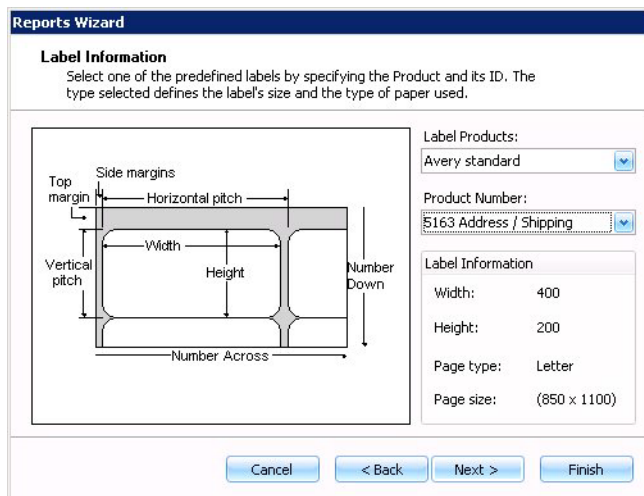 Reports Wizard
Label Information
Select one of the predefined labels by specifying the Product and its ID. The
type selected defines the label's size and the type of paper used.
Side margins
Top
margin
Horizontal pitch
Width
Vertical
pitch
Height
Number
Down
Number Across
Label Products:
Avery standard
Product Number:
5163 Address / Shipping
Label Information
Width: 400
Height: 200
Page type: Letter
Page size: (850 x 1100)
Cancel
< Back
Next >
Finish